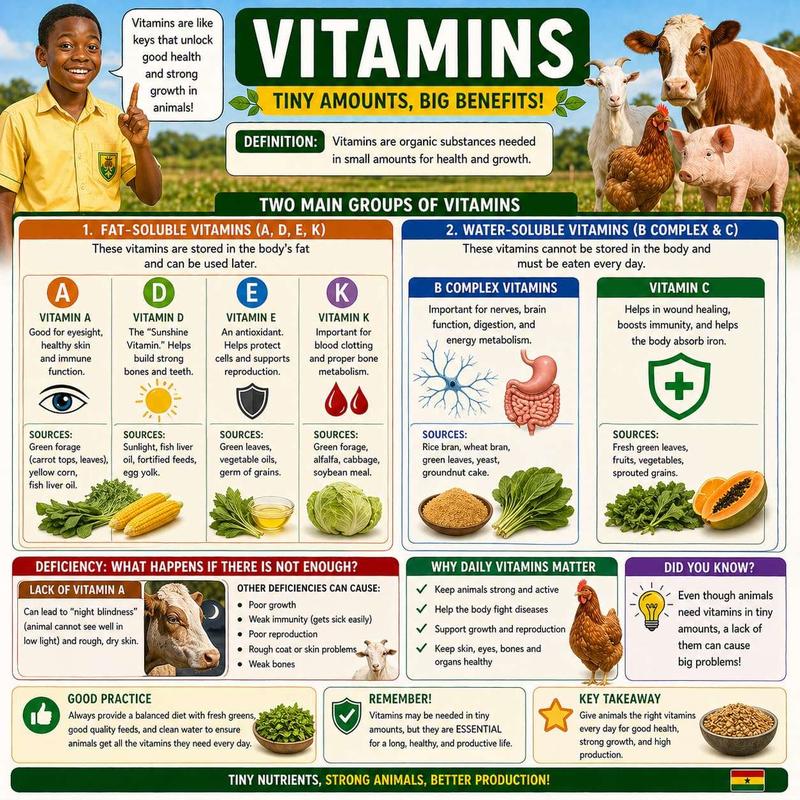 Vitamins are like
keys that unlock
good health
and strong
growth in
animals!
VITAMINS
TINY AMOUNTS, BIG BENEFITS!
DEFINITION:
Vitamins are organic substances needed
in small amounts for health and growth.
TWO MAIN GROUPS OF VITAMINS
1. FAT-SOLUBLE VITAMINS (A, D, E, K)
These vitamins are stored in the body's fat
and can be used later.
A
VITAMIN A
Good for eyesight,
healthy skin
and immune
function.
SOURCES:
Green forage
(carrot tops, leaves),
yellow corn,
fish liver oil.
D
VITAMIN D
The "Sunshine
Vitamin." Helps
build strong
bones and teeth.
SOURCES:
Sunlight, fish liver
oil, fortified feeds,
egg yolk.
E
VITAMIN E
An antioxidant.
Helps protect
cells and supports
reproduction.
SOURCES:
Green leaves,
vegetable oils,
germ of grains.
K
VITAMIN K
Important for
blood clotting
and proper bone
metabolism.
SOURCES:
Green forage,
alfalfa, cabbage,
soybean meal.
2. WATER-SOLUBLE VITAMINS (B COMPLEX & C)
These vitamins cannot be stored in the body and
must be eaten every day.
B COMPLEX VITAMINS
Important for nerves, brain
function, digestion, and
energy metabolism.
SOURCES:
Rice bran, wheat bran,
green leaves, yeast,
groundnut cake.
VITAMIN C
Helps in wound healing,
boosts immunity, and helps
the body absorb iron.
SOURCES:
Fresh green leaves,
fruits, vegetables,
sprouted grains.
DEFICIENCY: WHAT HAPPENS IF THERE IS NOT ENOUGH?
LACK OF VITAMIN A
Can lead to "night blindness"
(animal cannot see well in
low light) and rough, dry skin.
OTHER DEFICIENCIES CAN CAUSE:
• Poor growth
• Weak immunity (gets sick easily)
• Poor reproduction
• Rough coat or skin problems
• Weak bones
WHY DAILY VITAMINS MATTER
✓ Keep animals strong and active
✓ Help the body fight diseases
✓ Support growth and reproduction
✓ Keep skin, eyes, bones and
organs healthy
DID YOU KNOW?
Even though animals
need vitamins in tiny
amounts, a lack of
them can cause
big problems!
GOOD PRACTICE
Always provide a balanced diet with fresh greens,
good quality feeds, and clean water to ensure
animals get all the vitamins they need every day.
REMEMBER!
Vitamins may be needed in tiny
amounts, but they are ESSENTIAL
for a long, healthy, and productive life.
KEY TAKEAWAY
Give animals the right vitamins
every day for good health,
strong growth, and high
production.
TINY NUTRIENTS, STRONG ANIMALS, BETTER PRODUCTION!